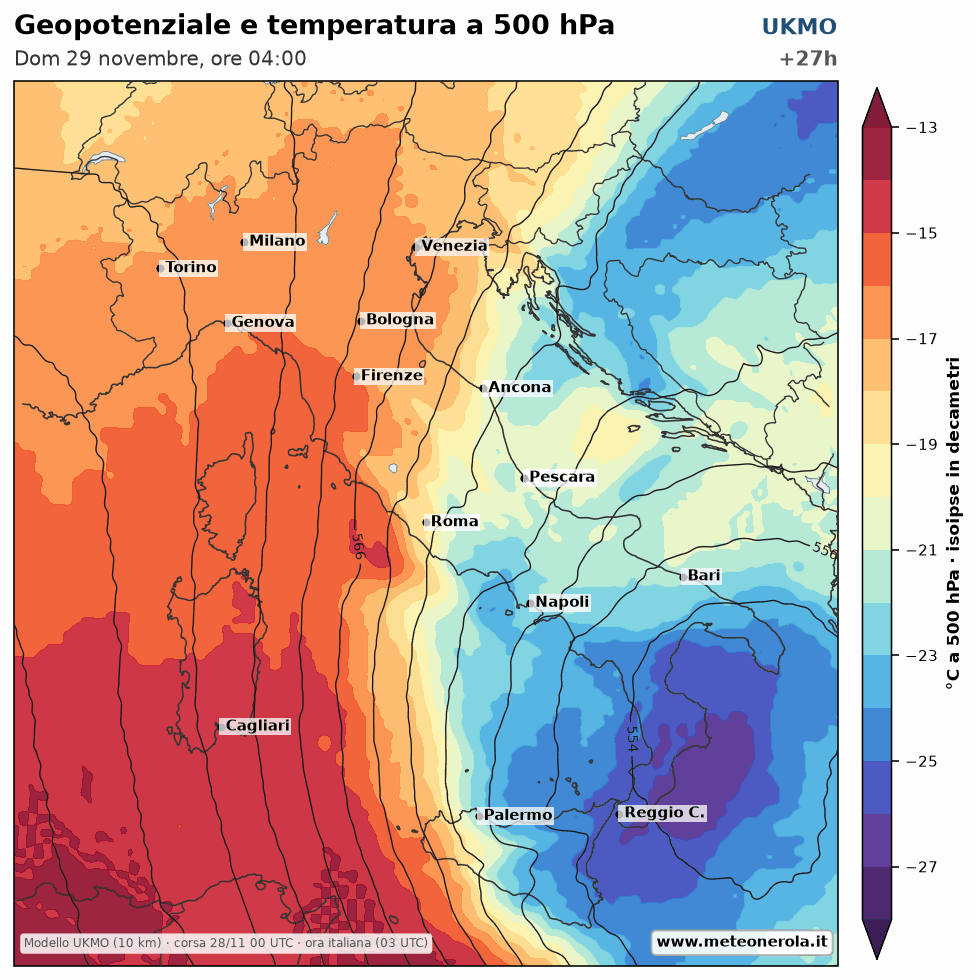 Geopotenziale e temperatura a 500 hPa
UKMO
Dom 29 novembre, ore 04:00
+27h
Milano
Venezia
Torino
Genova
Bologna
Firenze
Ancona
Pescara
Roma
566
556
Bari
Napoli
Cagliari
554
Palermo
Reggio C.
−13
−15
−17
−19
−21
−23
−25
−27
°C a 500 hPa · isoipse in decametri
Modello UKMO (10 km) · corsa 28/11 00 UTC · ora italiana (03 UTC)
www.meteonerola.it